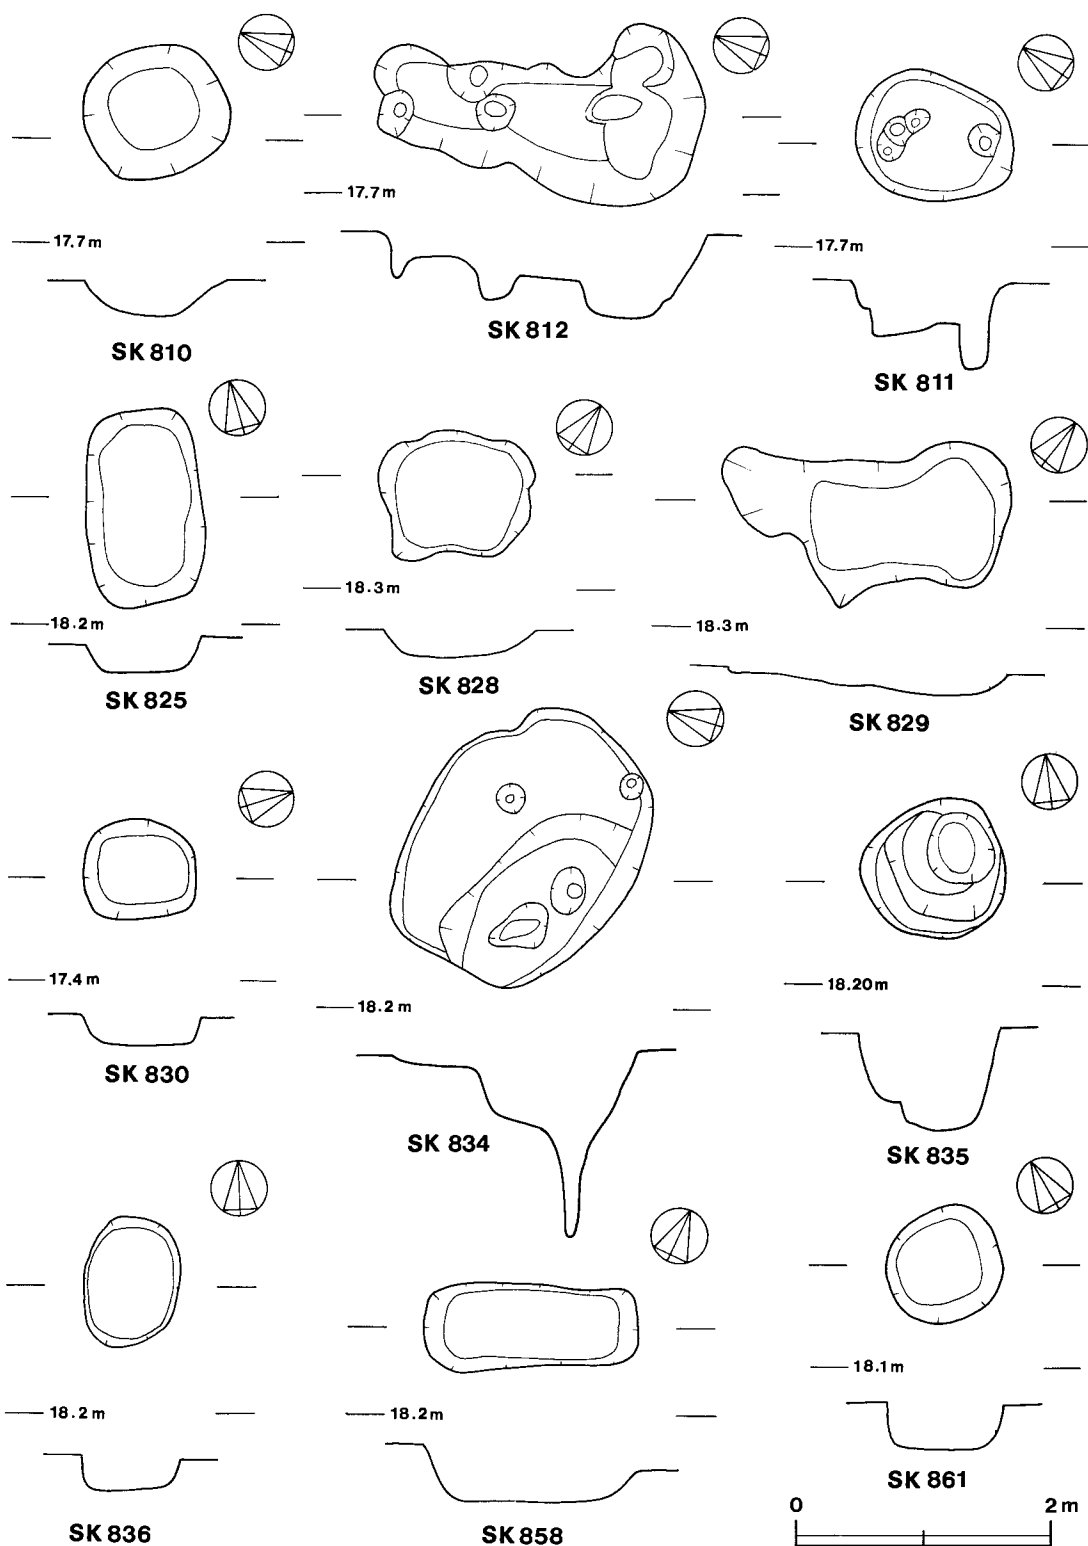 17.7m
17.7m
17.7m
SK 810
SK 812
SK 811
18.2m
18.3m
18.3m
SK 825
SK 828
SK 829
17.4m
18.2m
18.20m
SK 830
SK 834
SK 835
18.2m
18.2m
18.1m
SK 836
SK 858
SK 861
0 2m